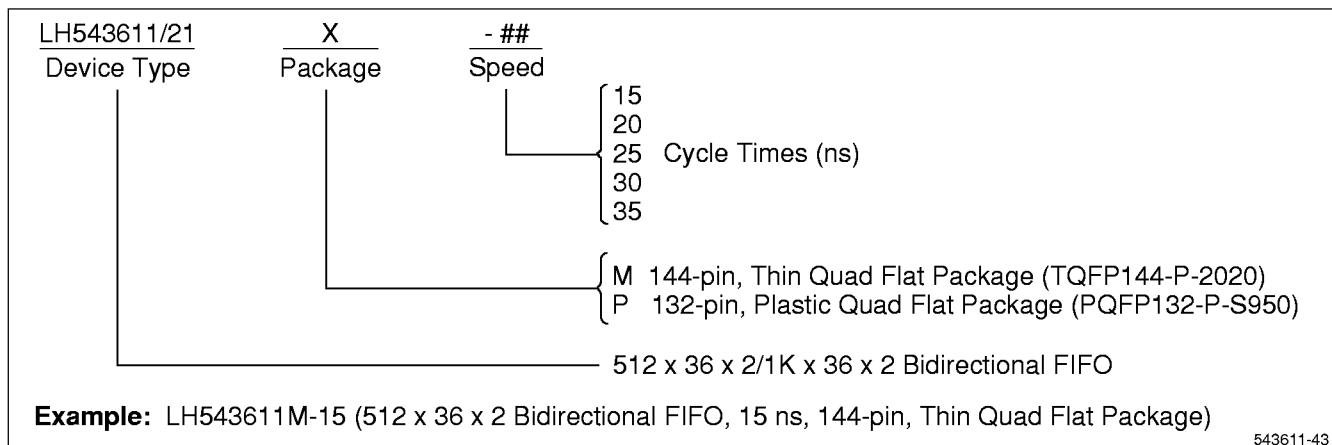 LH543611/21 X - ##
Device Type Package Speed
15
20
25 Cycle Times (ns)
30
35
M 144-pin, Thin Quad Flat Package (TQFP144-P-2020)
P 132-pin, Plastic Quad Flat Package (PQFP132-P-S950)
512 x 36 x 2/1K x 36 x 2 Bidirectional FIFO
Example: LH543611M-15 (512 x 36 x 2 Bidirectional FIFO, 15 ns, 144-pin, Thin Quad Flat Package)
543611-43